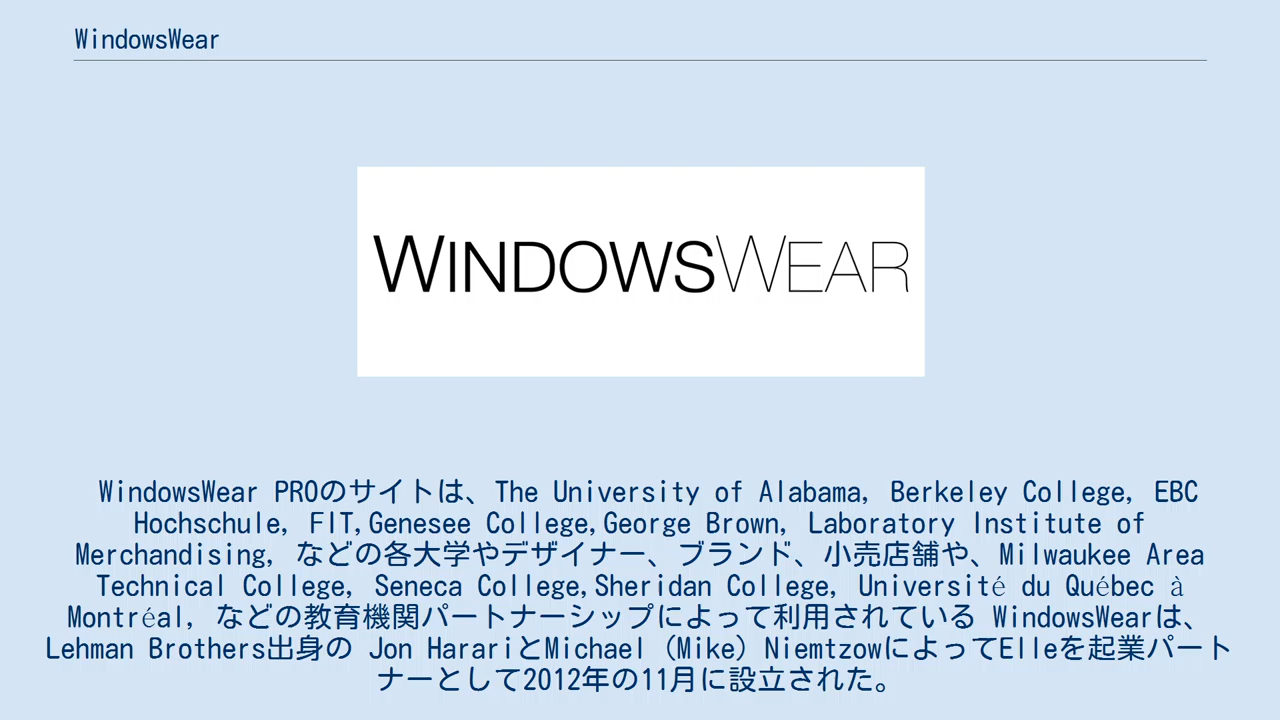 WindowsWear
WINDOWSWEAR
WindowsWear PROのサイトは、The University of Alabama, Berkeley College, EBC
Hochschule, FIT,Genesee College,George Brown, Laboratory Institute of
Merchandising, などの各大学やデザイナー、ブランド、小売店舗や、Milwaukee Area
Technical College, Seneca College,Sheridan College, Université du Québec à
Montréal, などの教育機関パートナーシップによって利用されている WindowsWearは、
Lehman Brothers出身の Jon HarariとMichael (Mike) NiemtzowによってElleを起業パート
ナーとして2012年の11月に設立された。